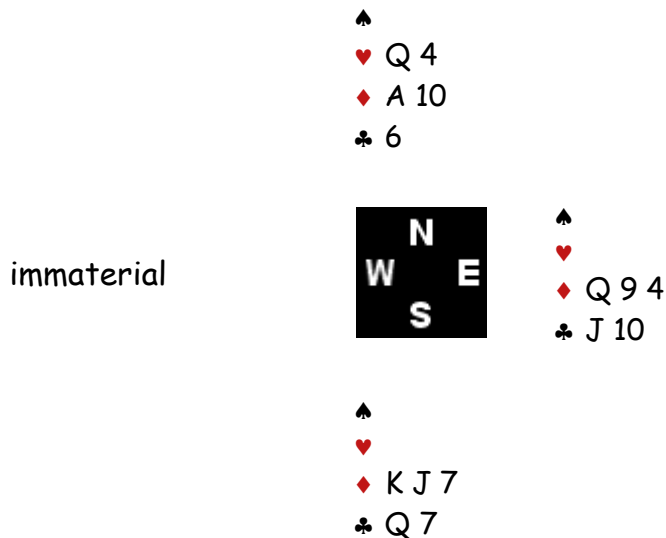 ♠
♥ Q 4
♦ A 10
♣ 6
immaterial
N
W E
S
♠
♥
♦ Q 9 4
♣ J 10
♠
♥
♦ K J 7
♣ Q 7